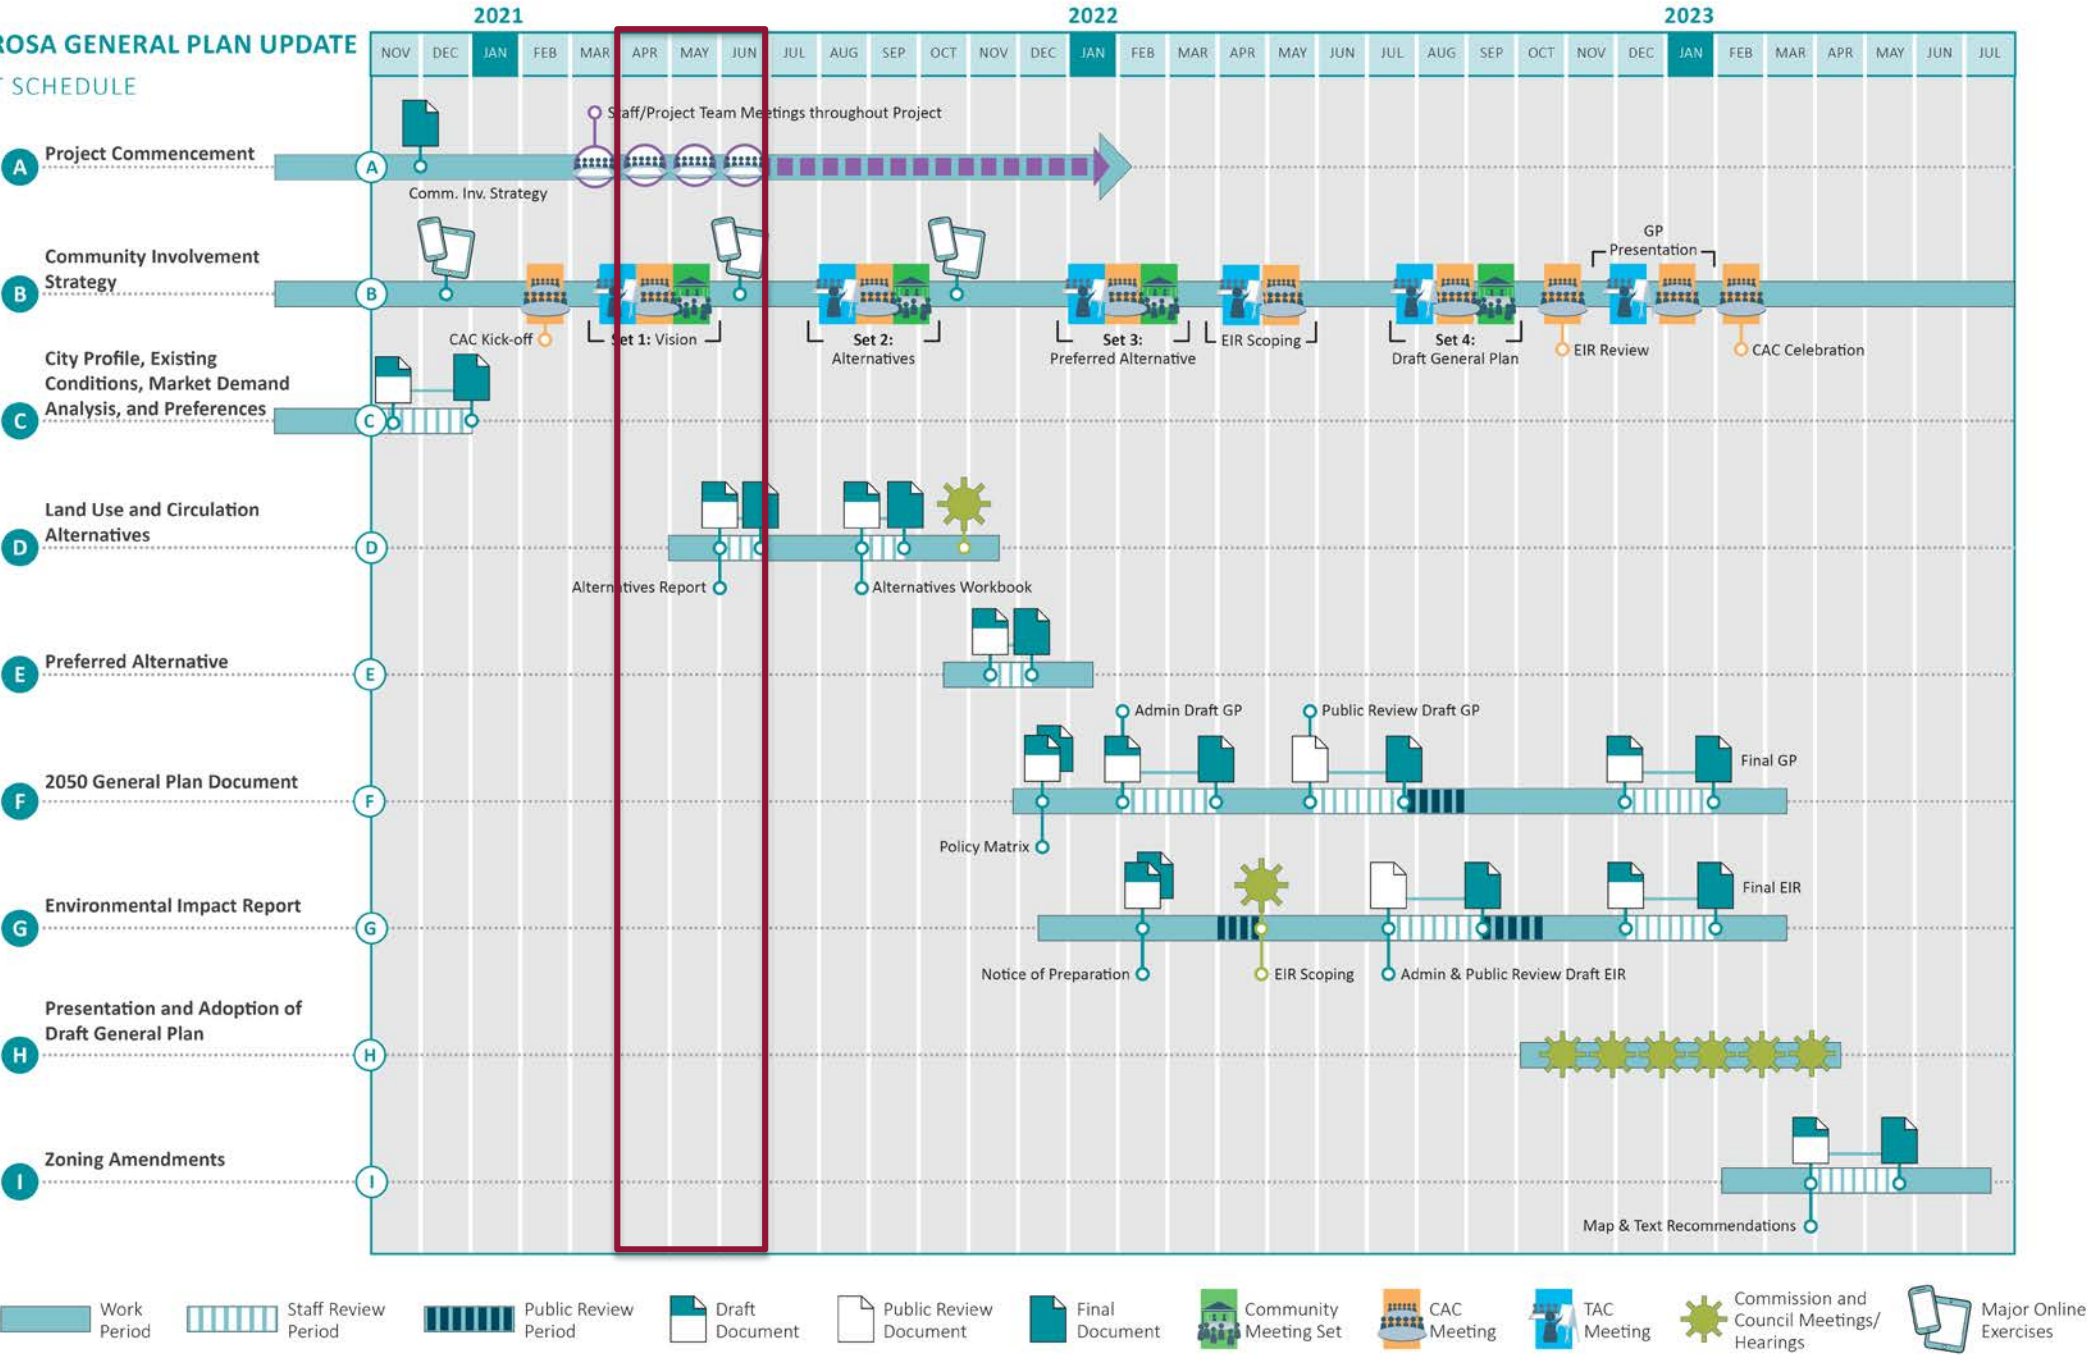 2021 2022 2023
ROSA GENERAL PLAN UPDATE
SCHEDULE
NOV DEC JAN FEB MAR APR MAY JUN JUL AUG SEP OCT NOV DEC JAN FEB MAR APR MAY JUN JUL AUG SEP OCT NOV DEC JAN FEB MAR APR MAY JUN JUL
Staff/Project Team Meetings throughout Project
A Project Commencement A
Comm. Inv. Strategy
GP
Presentation
Community Involvement
Strategy
B B
CAC Kick-off
Set 1: Vision
Set 2:
Alternatives
Set 3:
Preferred Alternative
EIR Scoping
Set 4:
Draft General Plan
EIR Review
CAC Celebration
City Profile, Existing
Conditions, Market Demand
Analysis, and Preferences
C C
Land Use and Circulation
Alternatives
D D
Alternatives Report
Alternatives Workbook
Preferred Alternative
E E
Admin Draft GP
Public Review Draft GP
Final GP
2050 General Plan Document
F F
Policy Matrix
Final EIR
Environmental Impact Report
G G
Notice of Preparation
EIR Scoping
Admin & Public Review Draft EIR
Presentation and Adoption of
Draft General Plan
H H
Zoning Amendments
I I
Map & Text Recommendations
Work
Period
Staff Review
Period
Public Review
Period
Draft
Document
Public Review
Document
Final
Document
Community
Meeting Set
CAC
Meeting
TAC
Meeting
Commission and
Council Meetings/
Hearings
Major Online
Exercises